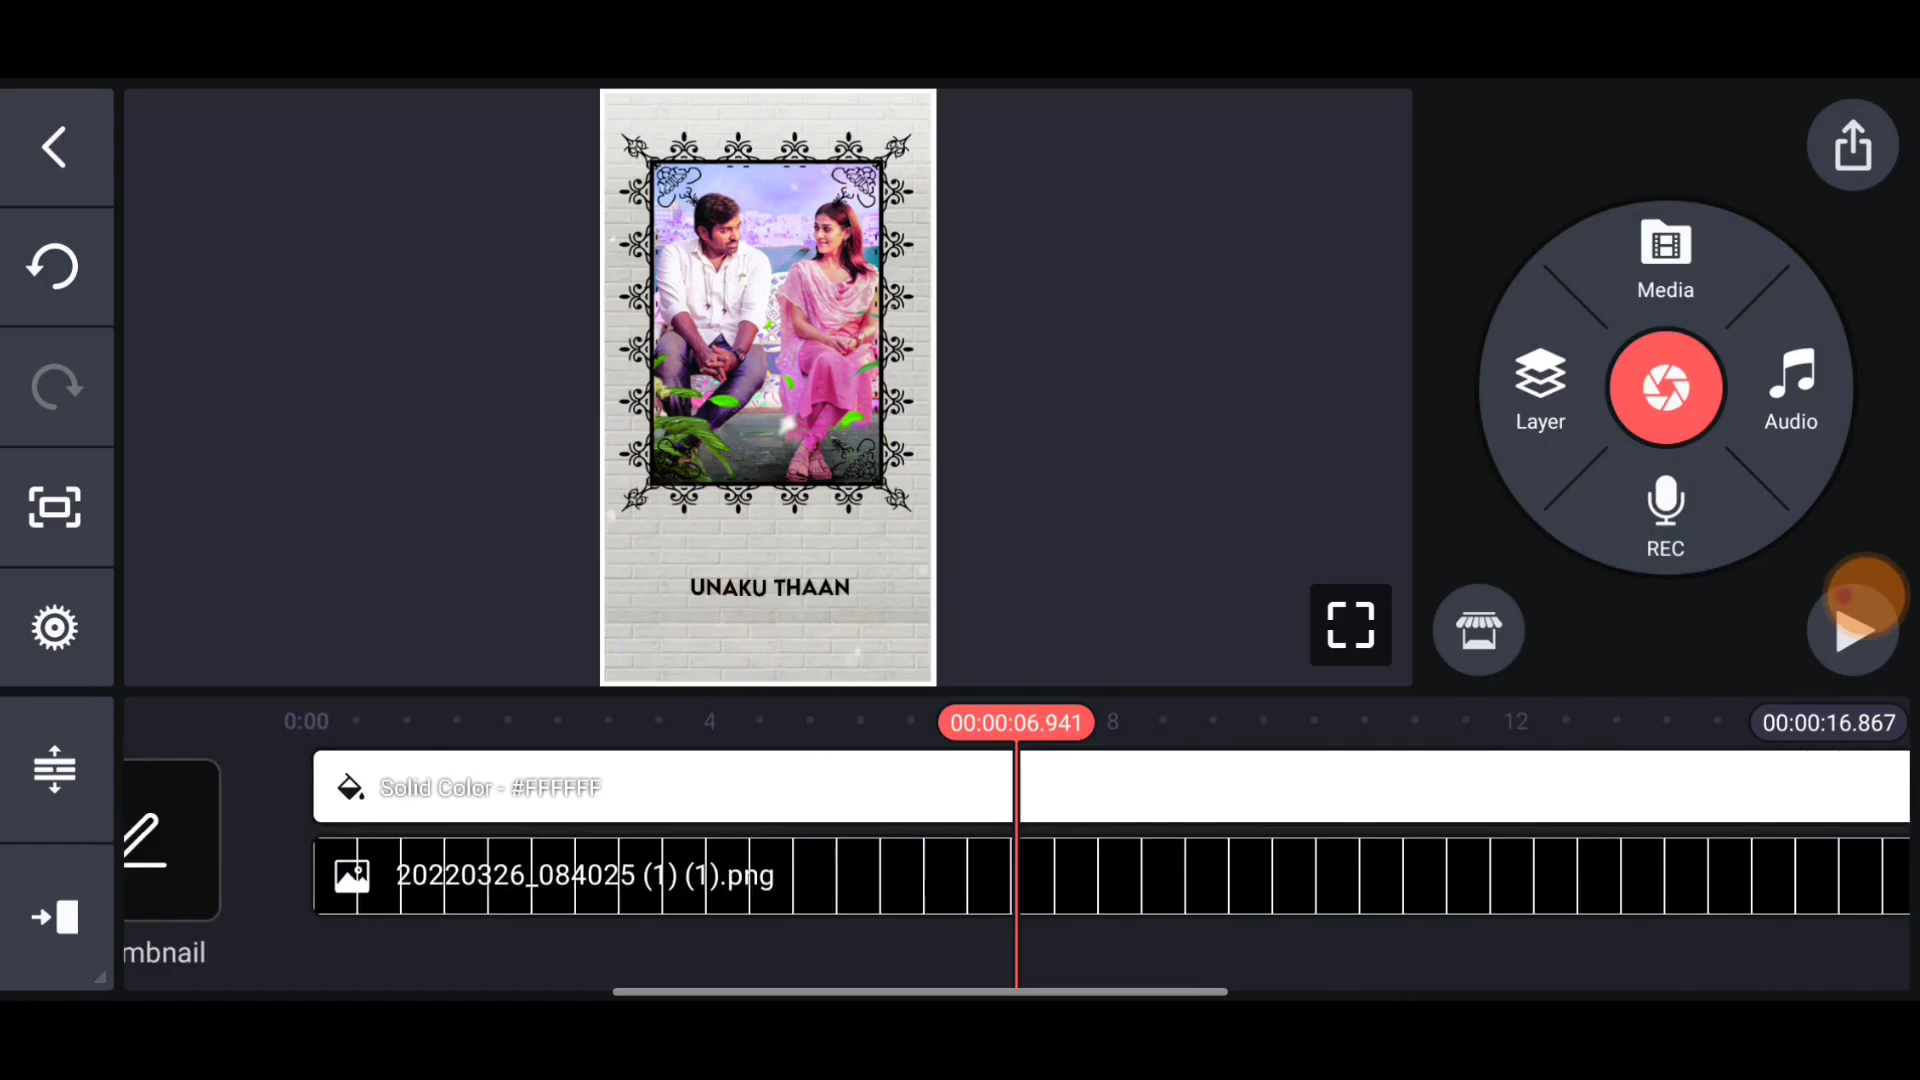 Media
Layer
Audio
REC
UNAKU THAAN
0:00
4
00:00:06.941
8
12
00:00:16.867
Solid Color - #FFFFFF
20220326_084025 (1) (1).png
mbnail